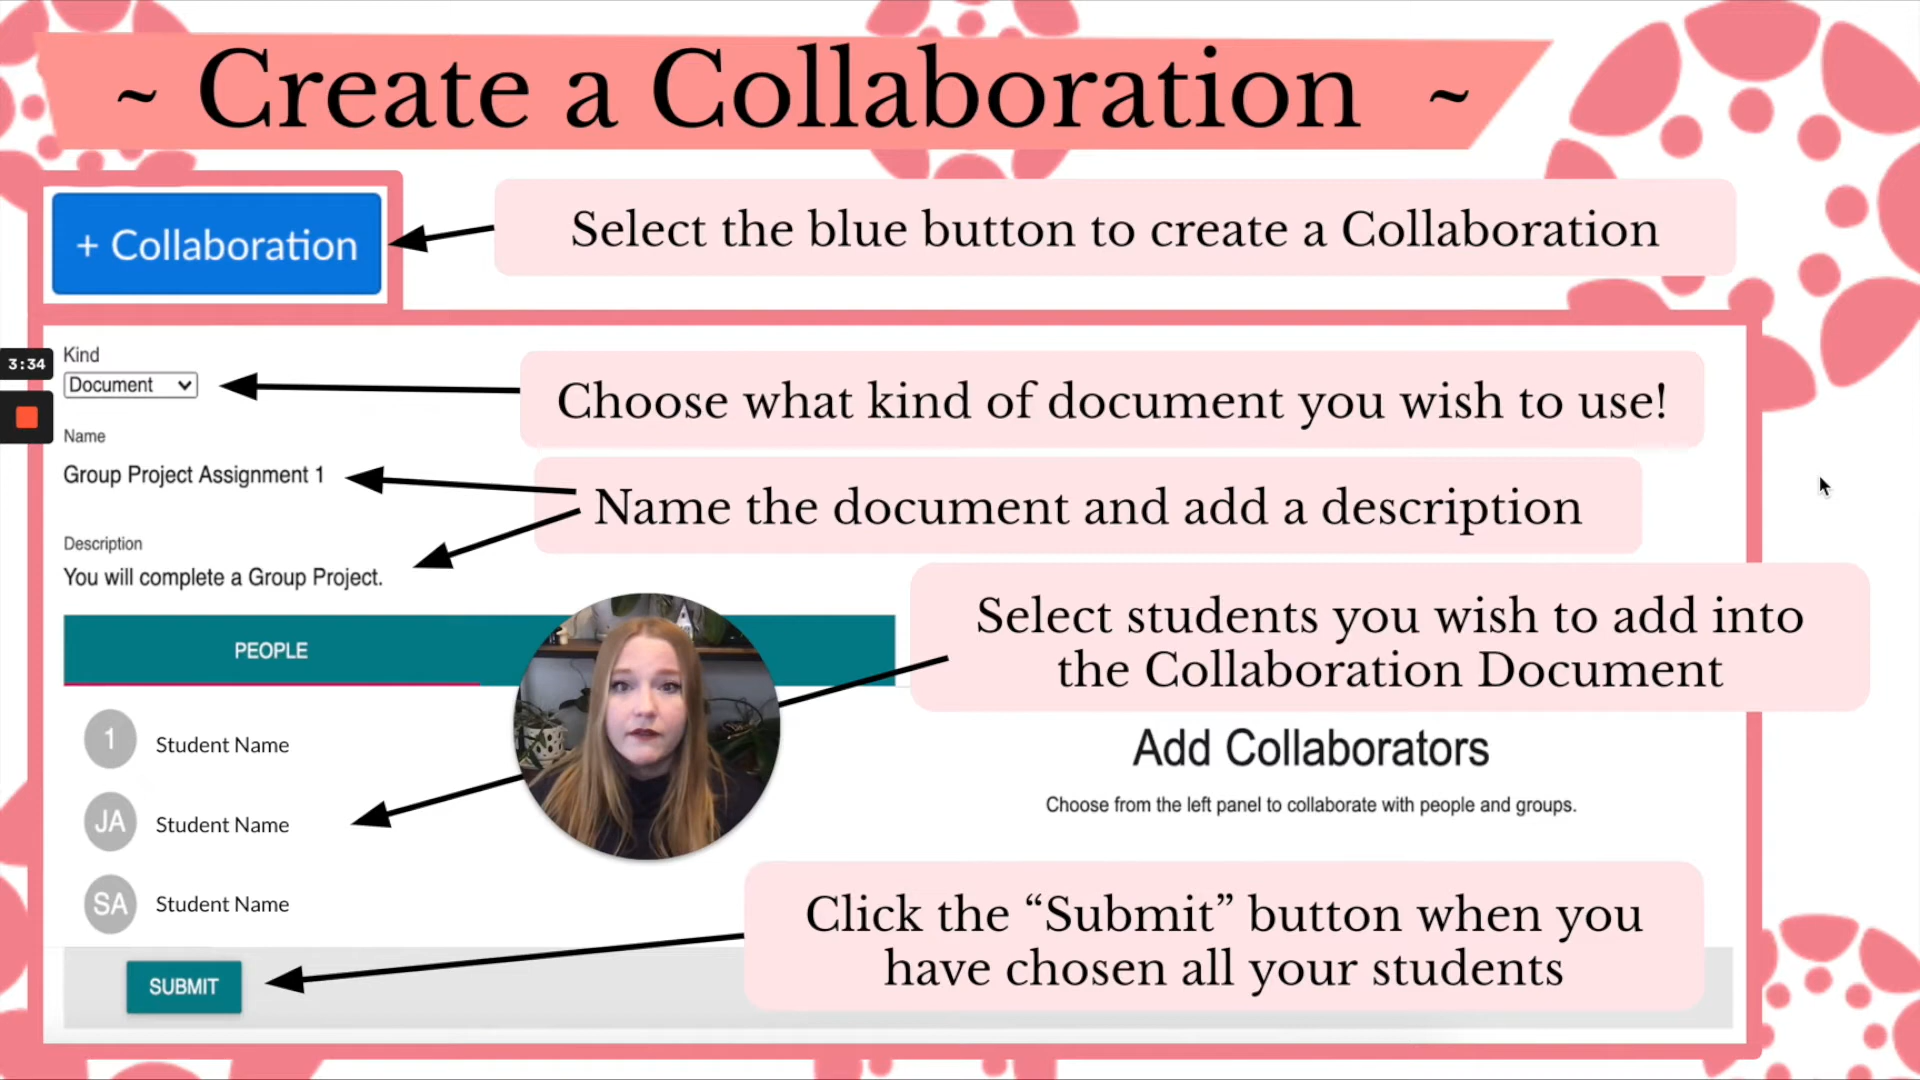 ~ Create a Collaboration ~
+ Collaboration
Select the blue button to create a Collaboration
3:34
Kind
Document
Choose what kind of document you wish to use!
Name
Group Project Assignment 1
Name the document and add a description
Description
You will complete a Group Project.
Select students you wish to add into
the Collaboration Document
PEOPLE
1
Student Name
Add Collaborators
Choose from the left panel to collaborate with people and groups.
JA
Student Name
SA
Student Name
Click the “Submit” button when you
have chosen all your students
SUBMIT